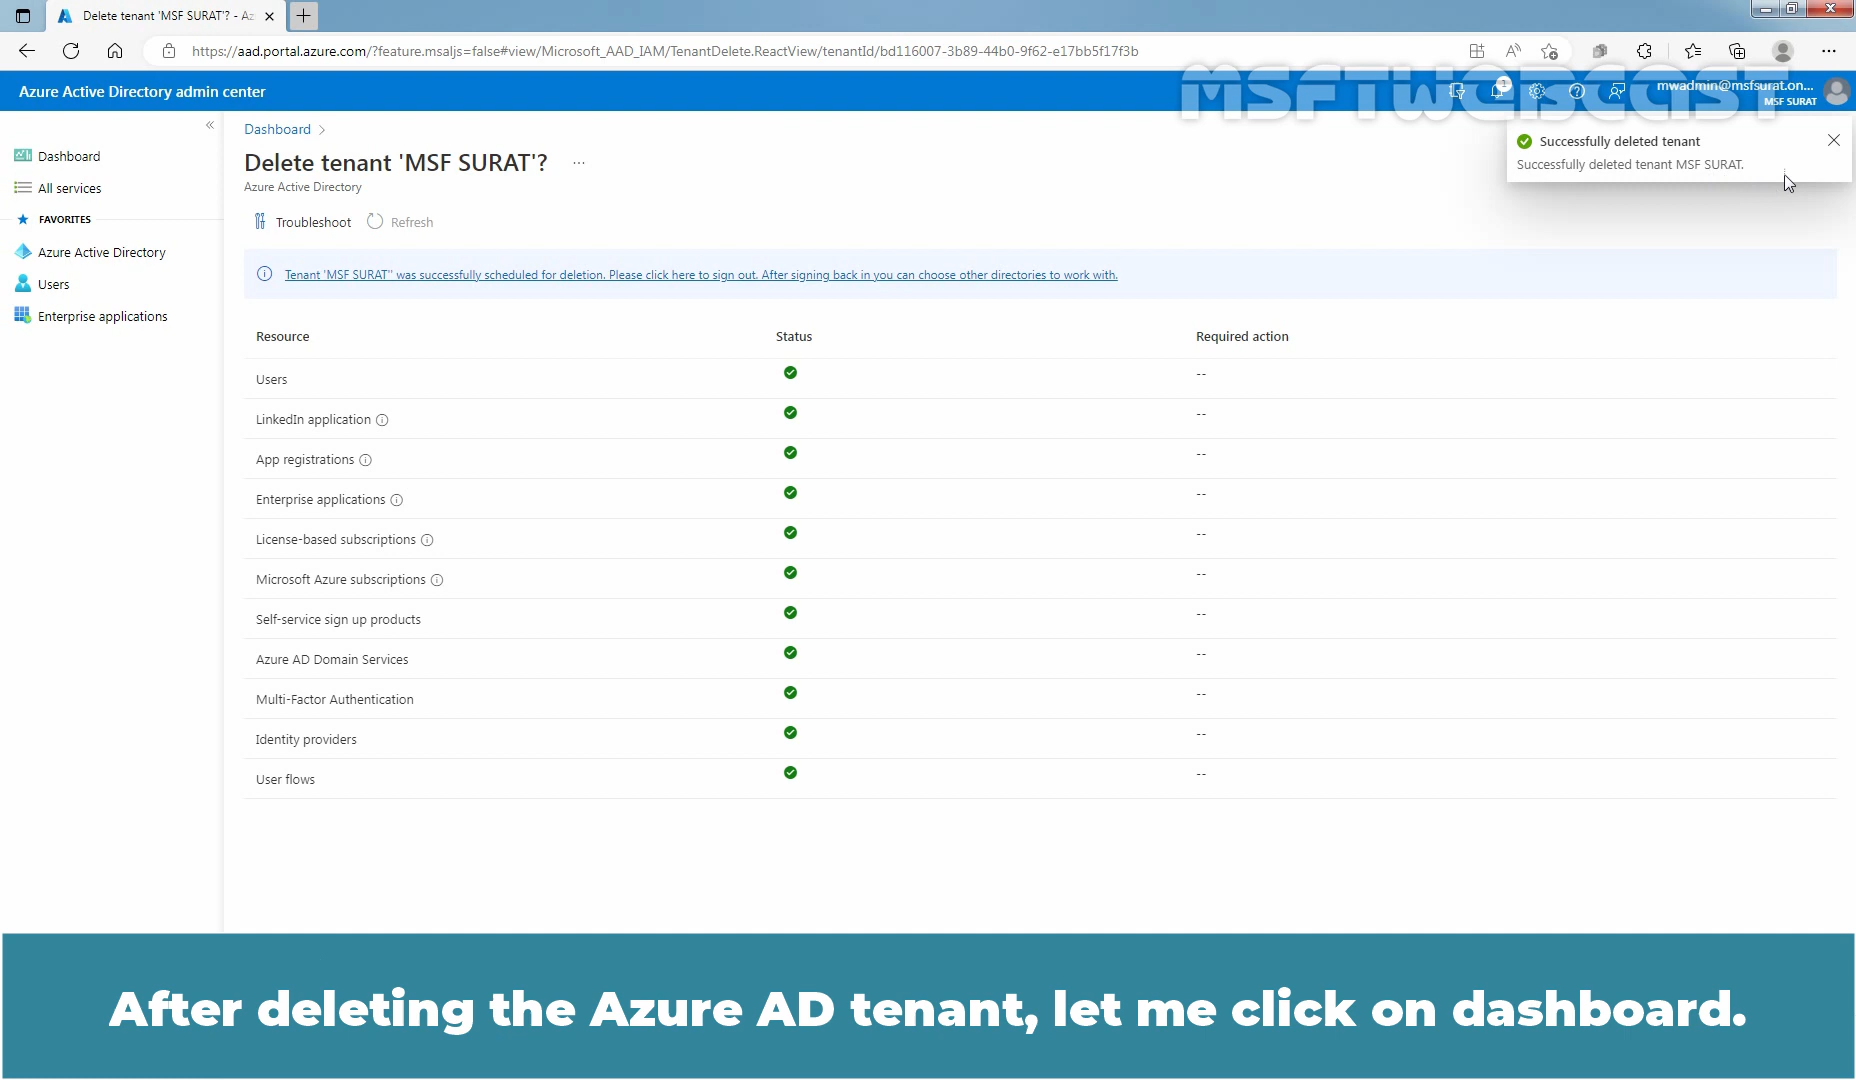 Delete tenant 'MSF SURAT'? - Az
https://aad.portal.azure.com/?feature.msaljs=false#view/Microsoft_AAD_IAM/TenantDelete.ReactView/tenantId/bd116007-3b89-44b0-9f62-e17bb5f17f3b
Azure Active Directory admin center
MSFTWEBCAST
1
mwadmin@msfsurat.on...
MSF SURAT
Dashboard
All services
FAVORITES
Azure Active Directory
Users
Enterprise applications
Dashboard >
Delete tenant 'MSF SURAT'? ...
Azure Active Directory
Successfully deleted tenant
Successfully deleted tenant MSF SURAT.
Troubleshoot Refresh
Tenant 'MSF SURAT'' was successfully scheduled for deletion. Please click here to sign out. After signing back in you can choose other directories to work with.
Resource Status Required action
Users --
LinkedIn application --
App registrations --
Enterprise applications --
License-based subscriptions --
Microsoft Azure subscriptions --
Self-service sign up products --
Azure AD Domain Services --
Multi-Factor Authentication --
Identity providers --
User flows --
After deleting the Azure AD tenant, let me click on dashboard.